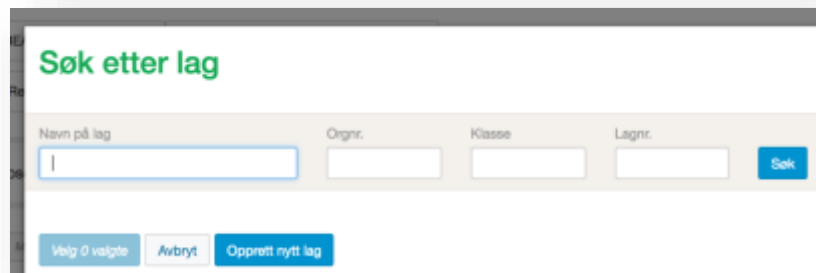 Søk etter lag
Navn på lag Orgnr. Klasse Lagnr.
Søk
Velg 0 valgte Avbryt Opprett nytt lag